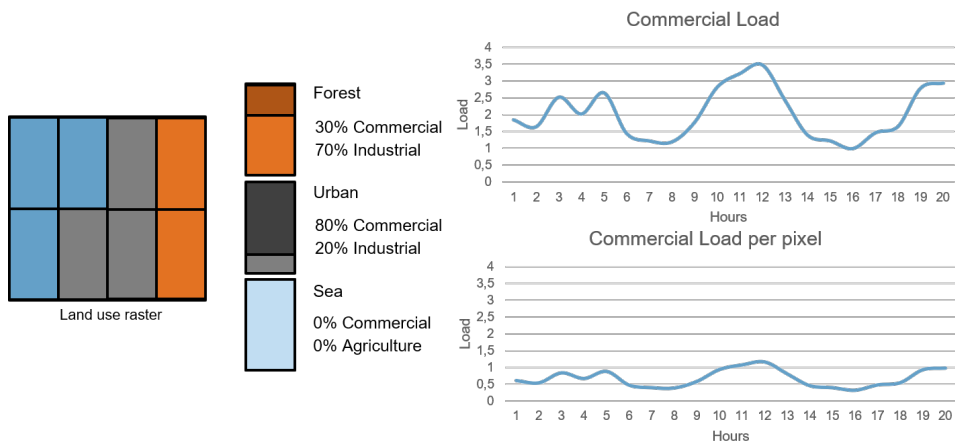 Land use raster
Forest
30% Commercial
70% Industrial
Urban
80% Commercial
20% Industrial
Sea
0% Commercial
0% Agriculture
Commercial Load
Load
4
3,5
3
2,5
2
1,5
1
0,5
0
1 2 3 4 5 6 7 8 9 10 11 12 13 14 15 16 17 18 19 20
Hours
Commercial Load per pixel
Load
4
3,5
3
2,5
2
1,5
1
0,5
0
1 2 3 4 5 6 7 8 9 10 11 12 13 14 15 16 17 18 19 20
Hours